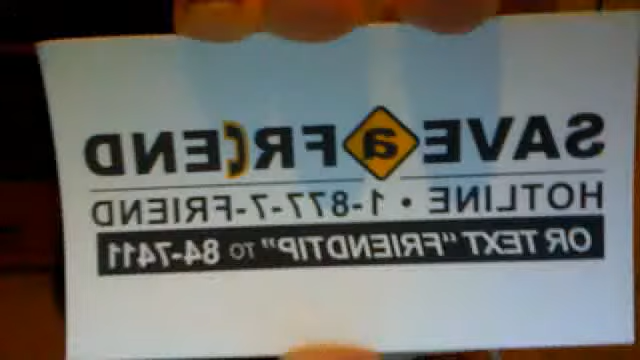 SAVE a FRIEND
HOTLINE • 1-877-7-FRIEND
OR TEXT "FRIENDTIP" TO 84-7411